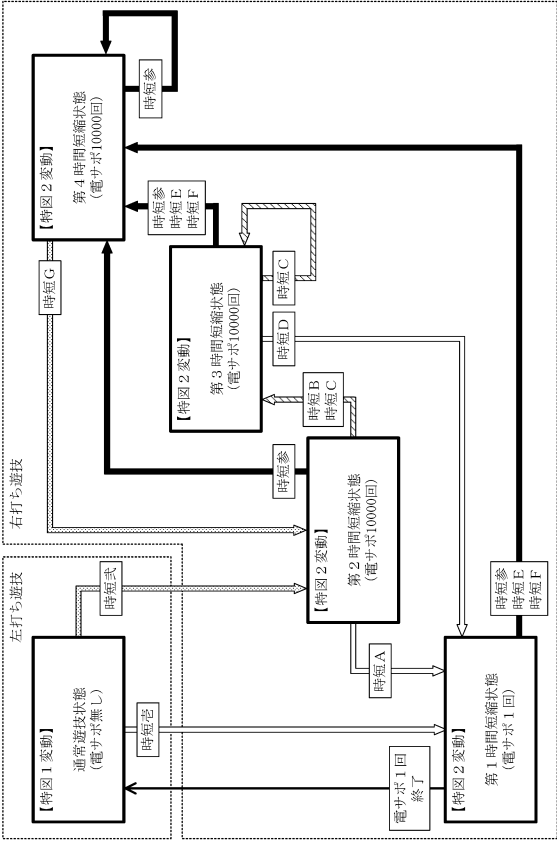 左打ち遊技
【特図１変動】
通常遊技状態
(電サポ無し)
時短弐
時短壱
電サポ１回
終了
右打ち遊技
時短G
【特図２変動】
第４時間短縮状態
(電サポ10000回)
時短参
時短参
時短E
時短F
【特図２変動】
第３時間短縮状態
(電サポ10000回)
時短C
時短D
時短B
時短C
時短参
【特図２変動】
第２時間短縮状態
(電サポ10000回)
時短A
【特図２変動】
第１時間短縮状態
(電サポ１回)
時短参
時短E
時短F